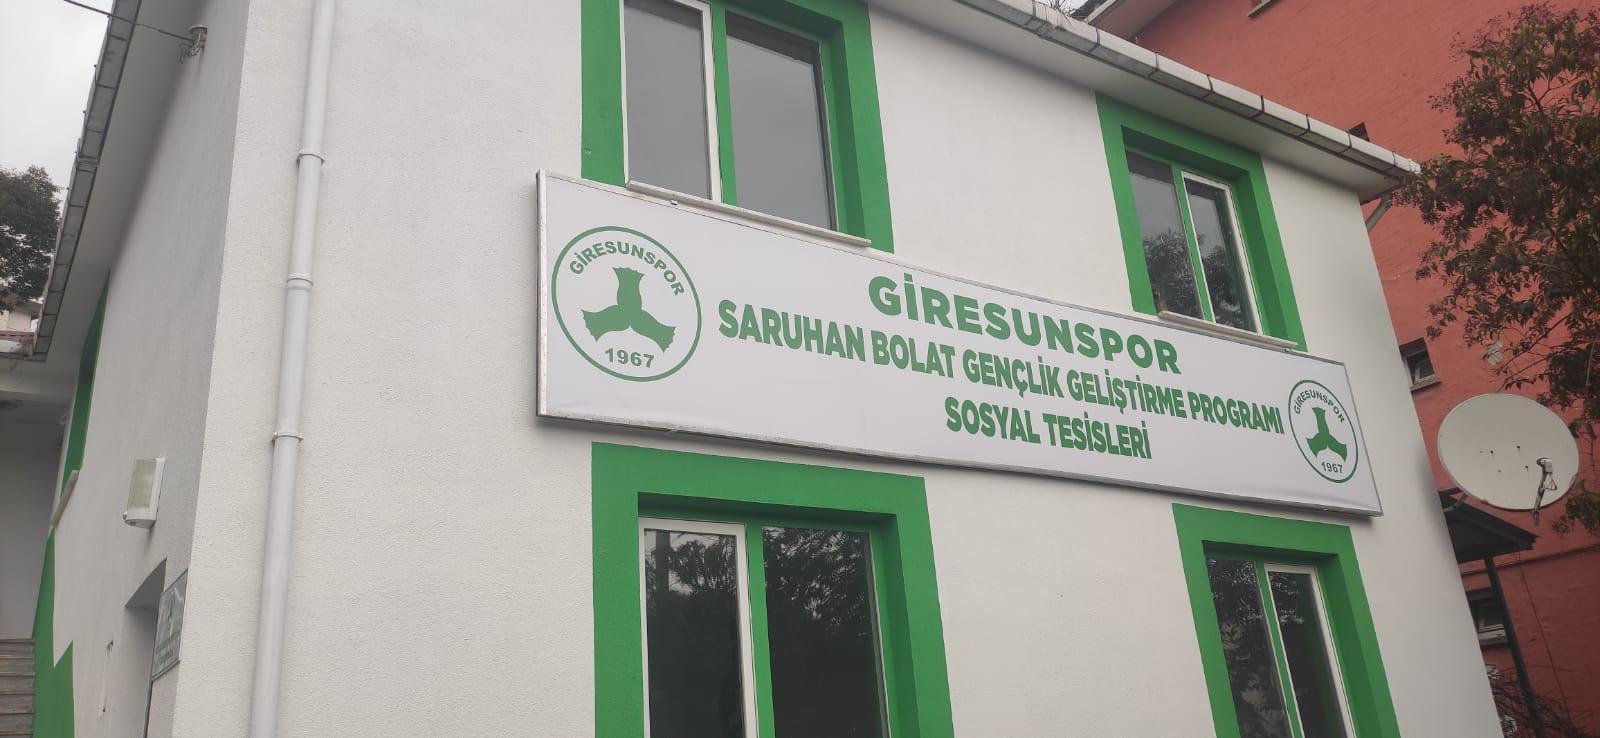 GİRESUNSPOR
1967
GİRESUNSPOR
SARUHAN BOLAT GENÇLİK GELİŞTİRME PROGRAMI
SOSYAL TESİSLERİ
GİRESUNSPOR
1967